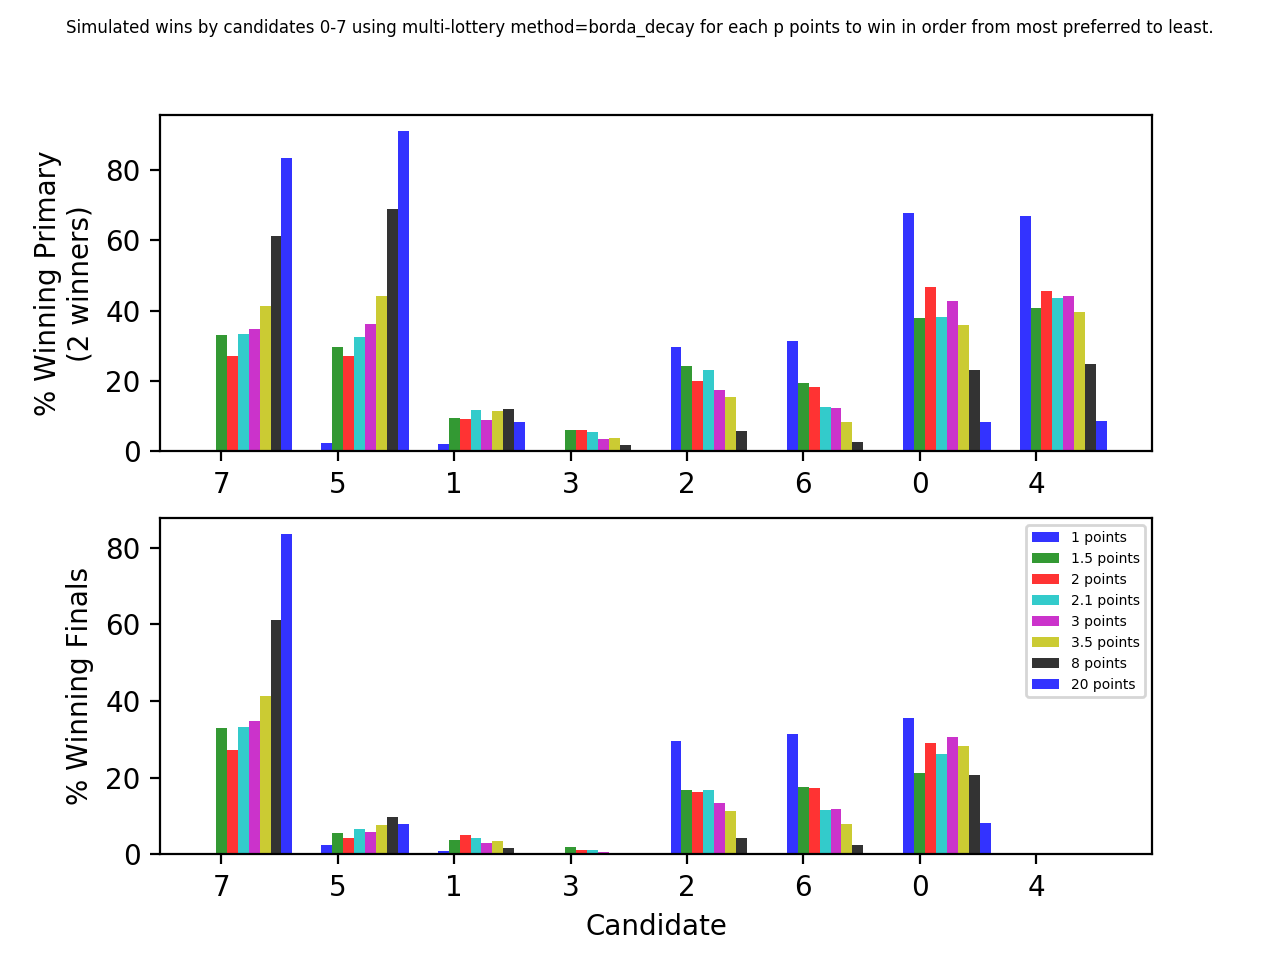 Simulated wins by candidates 0-7 using multi-lottery method=borda_decay for each p points to win in order from most preferred to least.
% Winning Primary
(2 winners)
80
60
40
20
0
7 5 1 3 2 6 0 4
% Winning Finals
80
60
40
20
0
1 points
1.5 points
2 points
2.1 points
3 points
3.5 points
8 points
20 points
7 5 1 3 2 6 0 4
Candidate